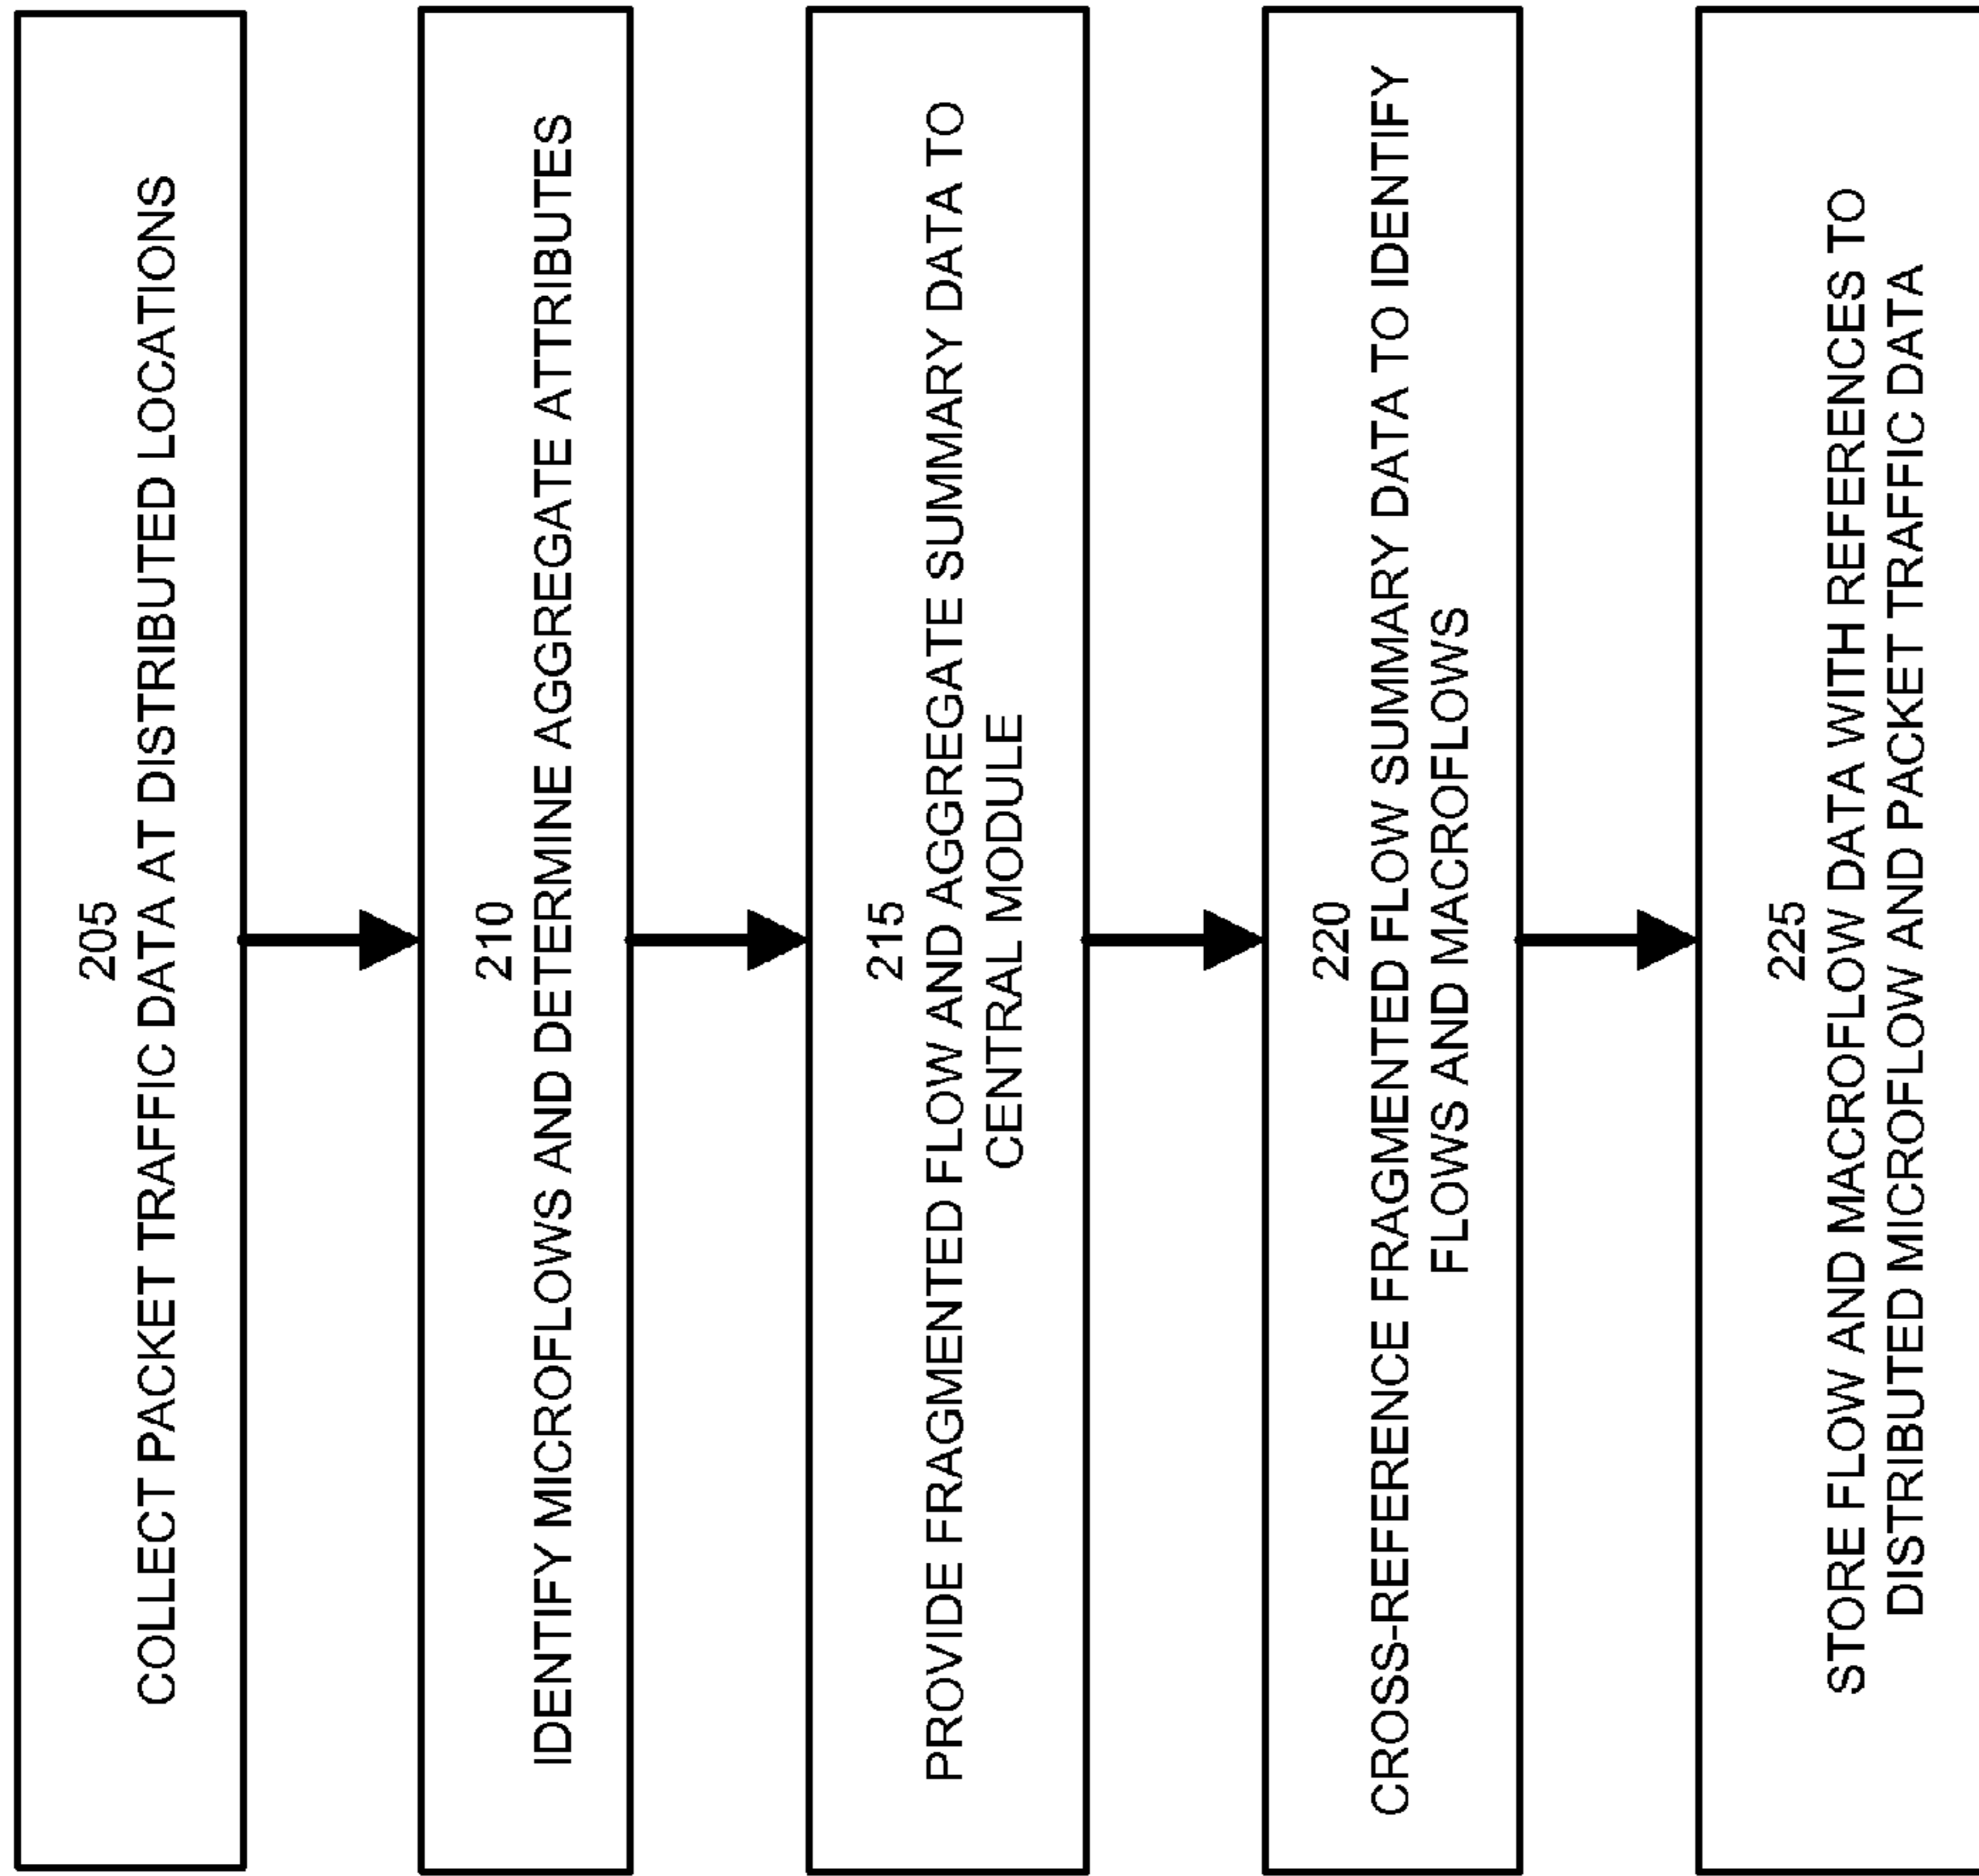 205
COLLECT PACKET TRAFFIC DATA AT DISTRIBUTED LOCATIONS
210
IDENTIFY MICROFLOWS AND DETERMINE AGGREGATE ATTRIBUTES
215
PROVIDE FRAGMENTED FLOW AND AGGREGATE SUMMARY DATA TO
CENTRAL MODULE
220
CROSS-REFERENCE FRAGMENTED FLOW SUMMARY DATA TO IDENTIFY
FLOWS AND MACROFLOWS
225
STORE FLOW AND MACROFLOW DATA WITH REFERENCES TO
DISTRIBUTED MICROFLOW AND PACKET TRAFFIC DATA